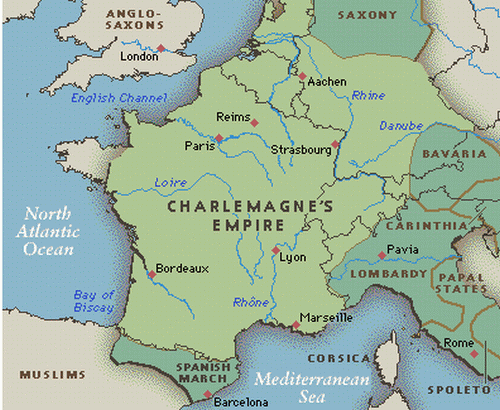 ANGLO-
SAXONS
SAXONY
London
Aachen
English Channel
Rhine
Reims
Danube
Paris
Strasbourg
BAVARIA
Loire
CHARLEMAGNE'S
EMPIRE
North
Atlantic
Ocean
CARINTHIA
Pavia
Lyon
LOMBARDY
PAPAL
STATES
Bordeaux
Bay of
Biscay
Rhône
Marseille
Rome
CORSICA
MUSLIMS
SPANISH
MARCH
Mediterranean
Sea
SPOLETO
Barcelona